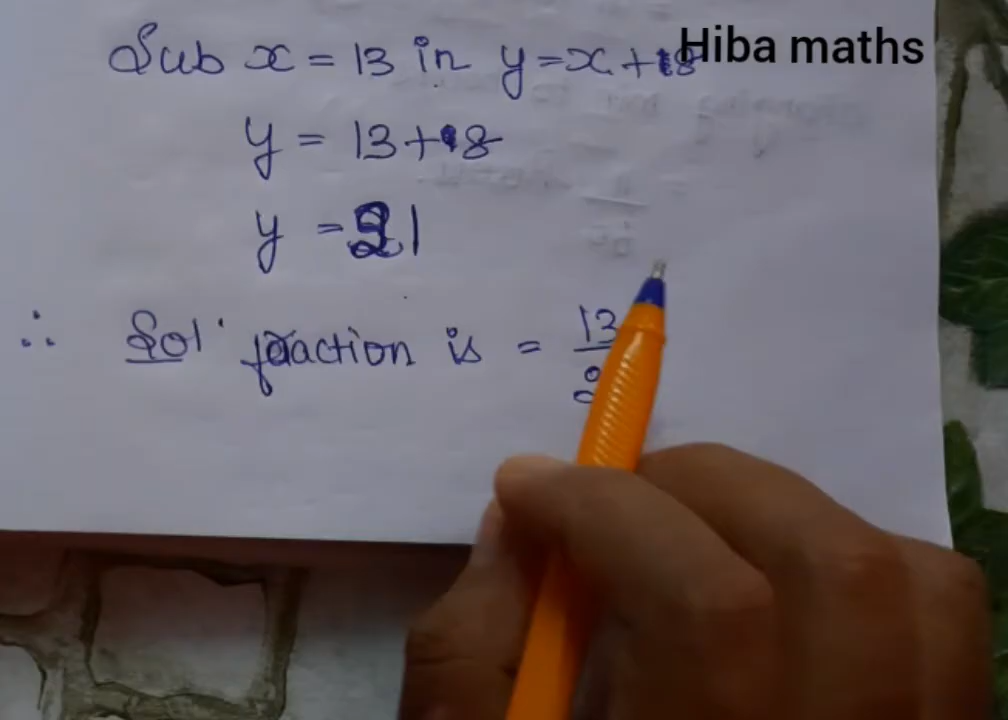 Hiba maths
Sub x = 13 in y = x + 8
y = 13 + 8
y = 21
∴ Sol' fraction is = 13